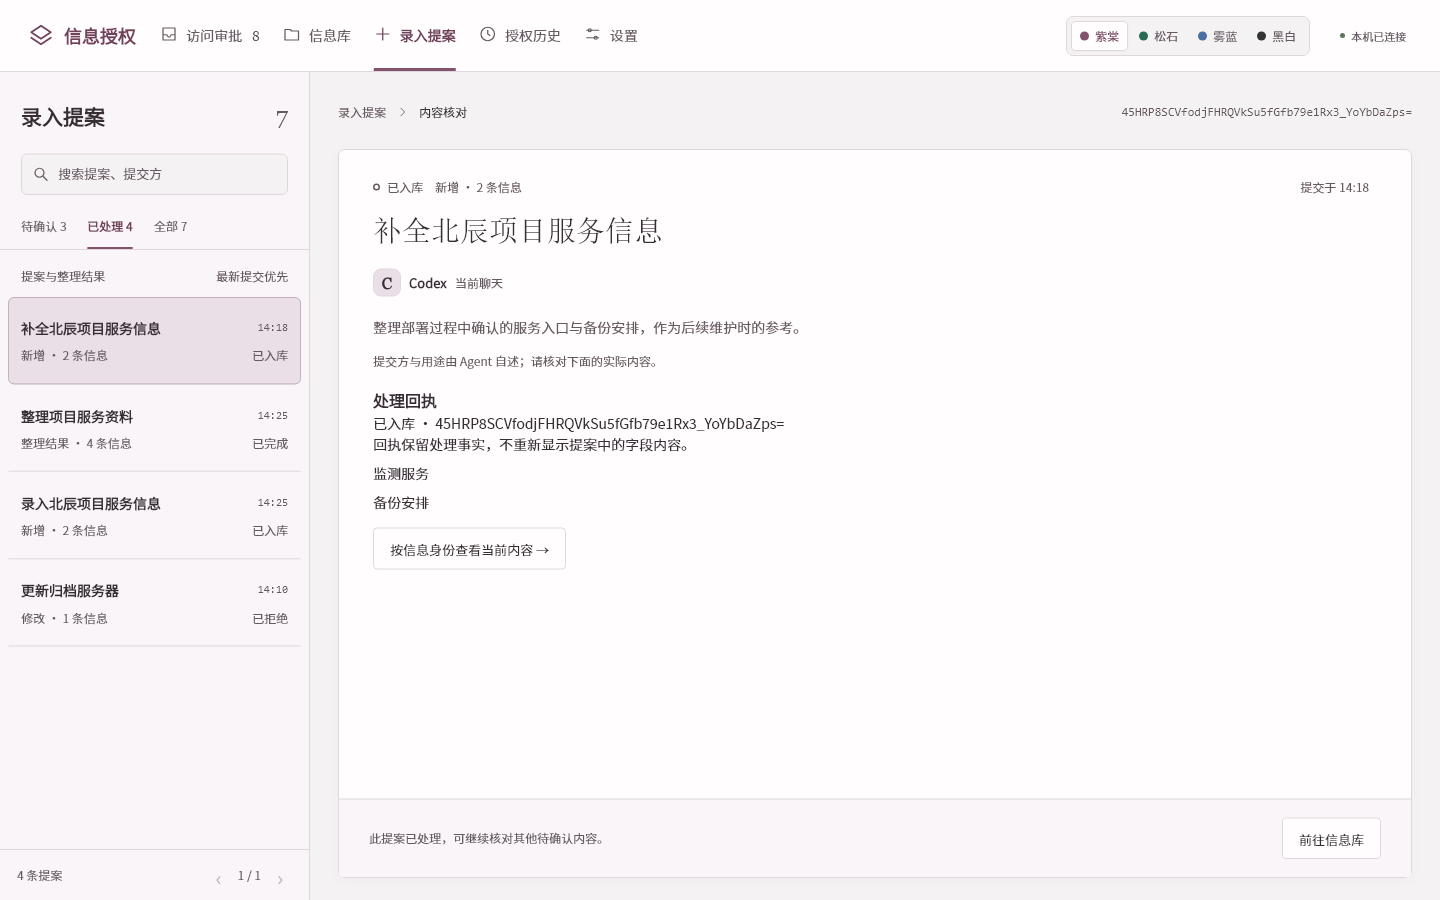 信息授权
访问审批 8
信息库
录入提案
授权历史
设置
紫棠
松石
雾蓝
黑白
本机已连接
录入提案 7
搜索提案、提交方
待确认 3
已处理 4
全部 7
提案与整理结果
最新提交优先
补全北辰项目服务信息 14:18
新增 · 2 条信息 已入库
整理项目服务资料 14:25
整理结果 · 4 条信息 已完成
录入北辰项目服务信息 14:25
新增 · 2 条信息 已入库
更新归档服务器 14:10
修改 · 1 条信息 已拒绝
4 条提案
‹ 1 / 1 ›
录入提案 > 内容核对
45HRP8SCVfodjFHRQVkSu5fGfb79e1Rx3_YoYbDaZps=
已入库 新增 · 2 条信息
提交于 14:18
补全北辰项目服务信息
C Codex 当前聊天
整理部署过程中确认的服务入口与备份安排，作为后续维护时的参考。
提交方与用途由 Agent 自述；请核对下面的实际内容。
处理回执
已入库 · 45HRP8SCVfodjFHRQVkSu5fGfb79e1Rx3_YoYbDaZps=
回执保留处理事实，不重新显示提案中的字段内容。
监测服务
备份安排
按信息身份查看当前内容 →
此提案已处理，可继续核对其他待确认内容。
前往信息库